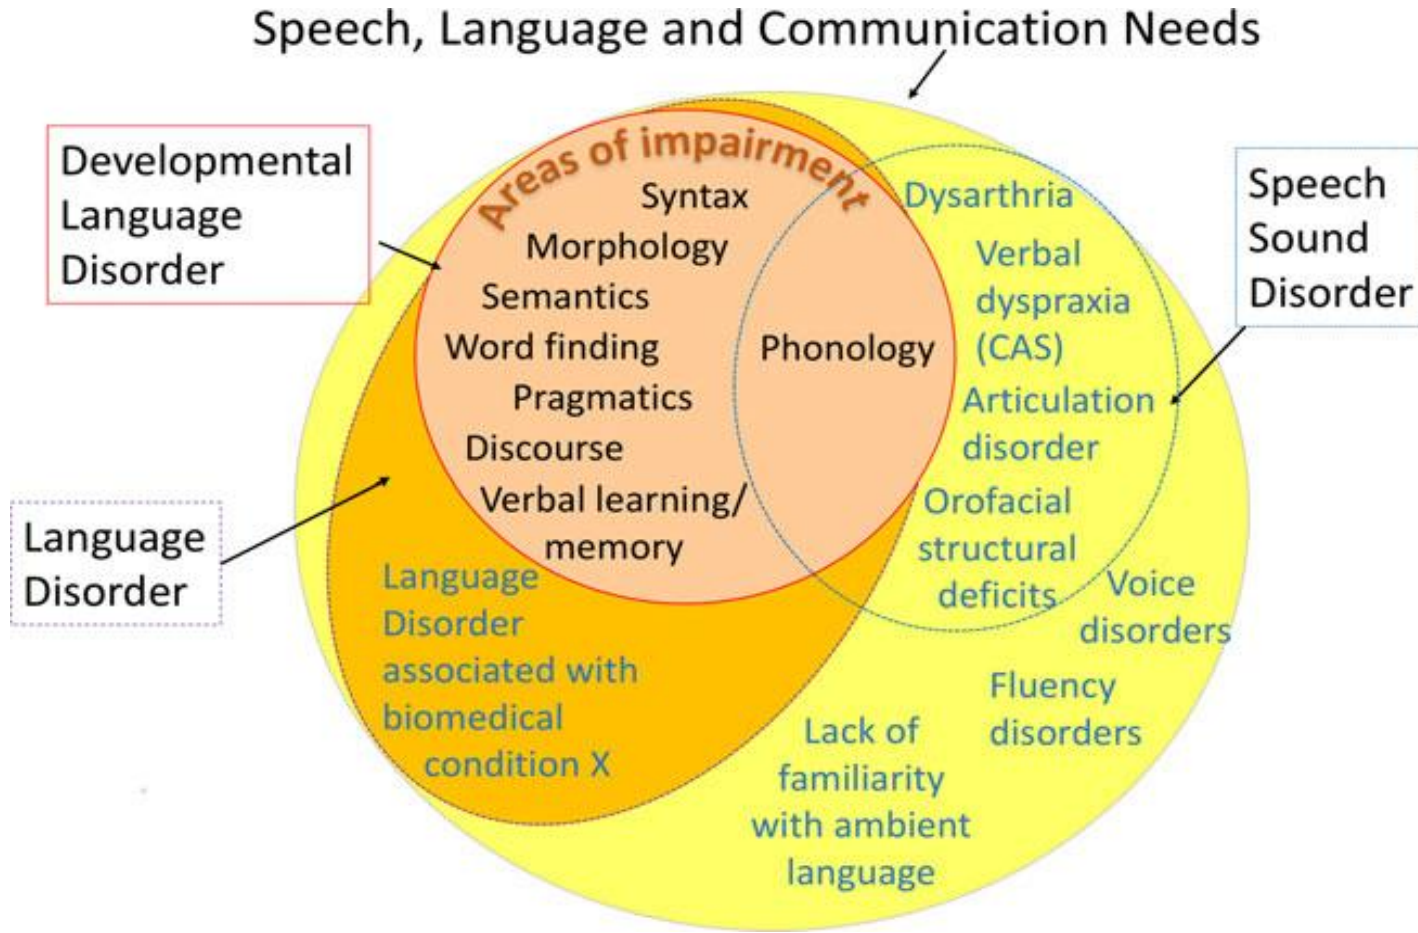 Speech, Language and Communication Needs
Developmental
Language
Disorder
Language
Disorder
Areas of impairment
Syntax
Morphology
Semantics
Word finding
Pragmatics
Discourse
Verbal learning/
memory
Phonology
Language
Disorder
associated with
biomedical
condition X
Dysarthria
Verbal
dyspraxia
(CAS)
Articulation
disorder
Orofacial
structural
deficits
Voice
disorders
Fluency
disorders
Lack of
familiarity
with ambient
language
Speech
Sound
Disorder